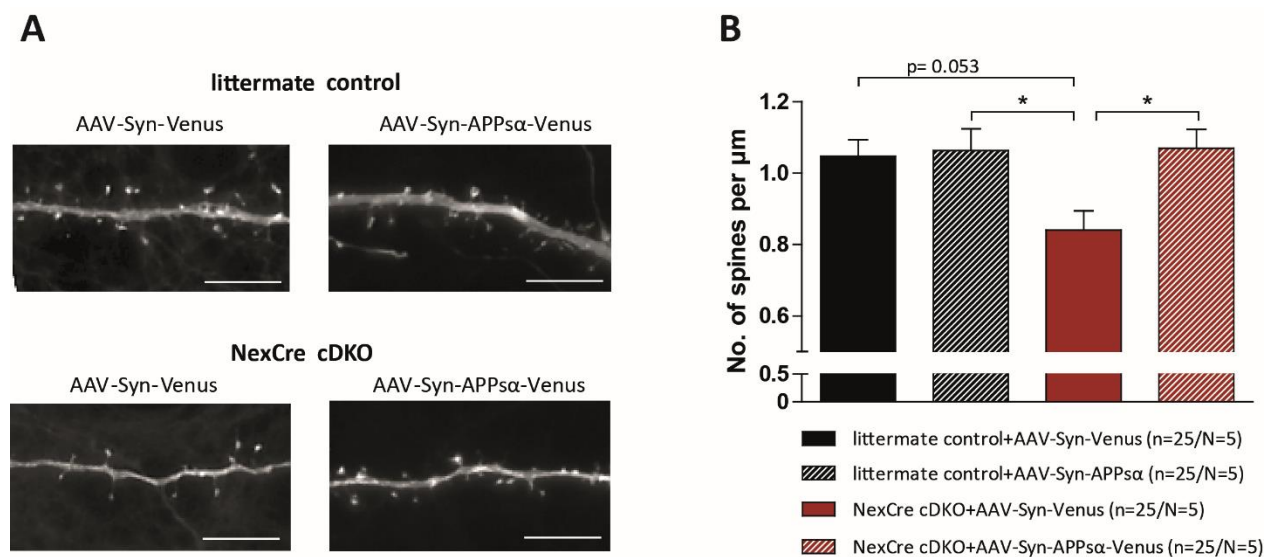 A
littermate control
AAV-Syn-Venus
AAV-Syn-APPsα-Venus
NexCre cDKO
AAV-Syn-Venus
AAV-Syn-APPsα-Venus
B
p= 0.053
*
*
1.2
1.0
0.8
0.6
0.5
0
No. of spines per µm
littermate control+AAV-Syn-Venus (n=25/N=5)
littermate control+AAV-Syn-APPsα (n=25/N=5)
NexCre cDKO+AAV-Syn-Venus (n=25/N=5)
NexCre cDKO+AAV-Syn-APPsα-Venus (n=25/N=5)